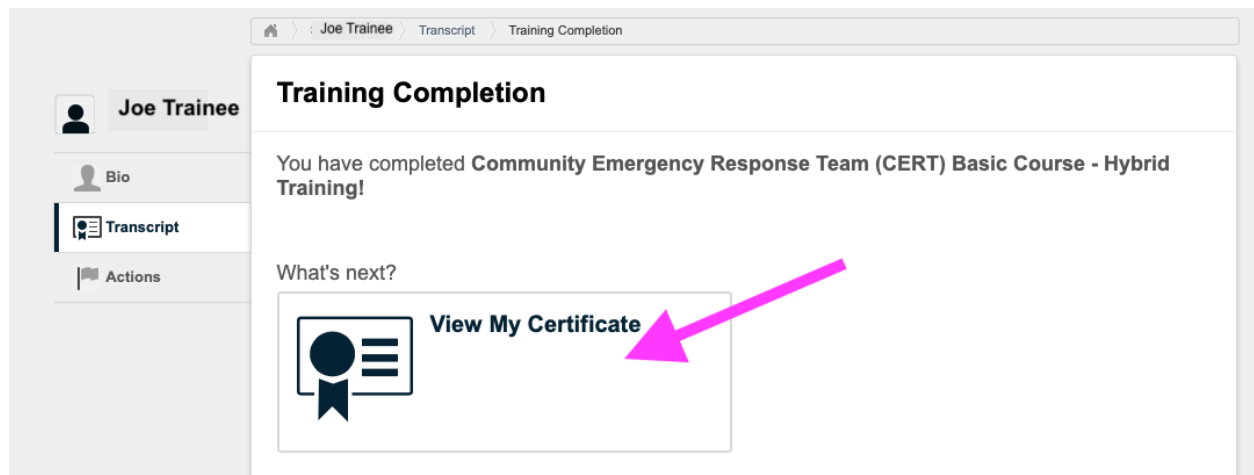 : Joe Trainee Transcript Training Completion
Joe Trainee
Bio
Transcript
Actions
Training Completion
You have completed Community Emergency Response Team (CERT) Basic Course - Hybrid
Training!
What's next?
View My Certificate